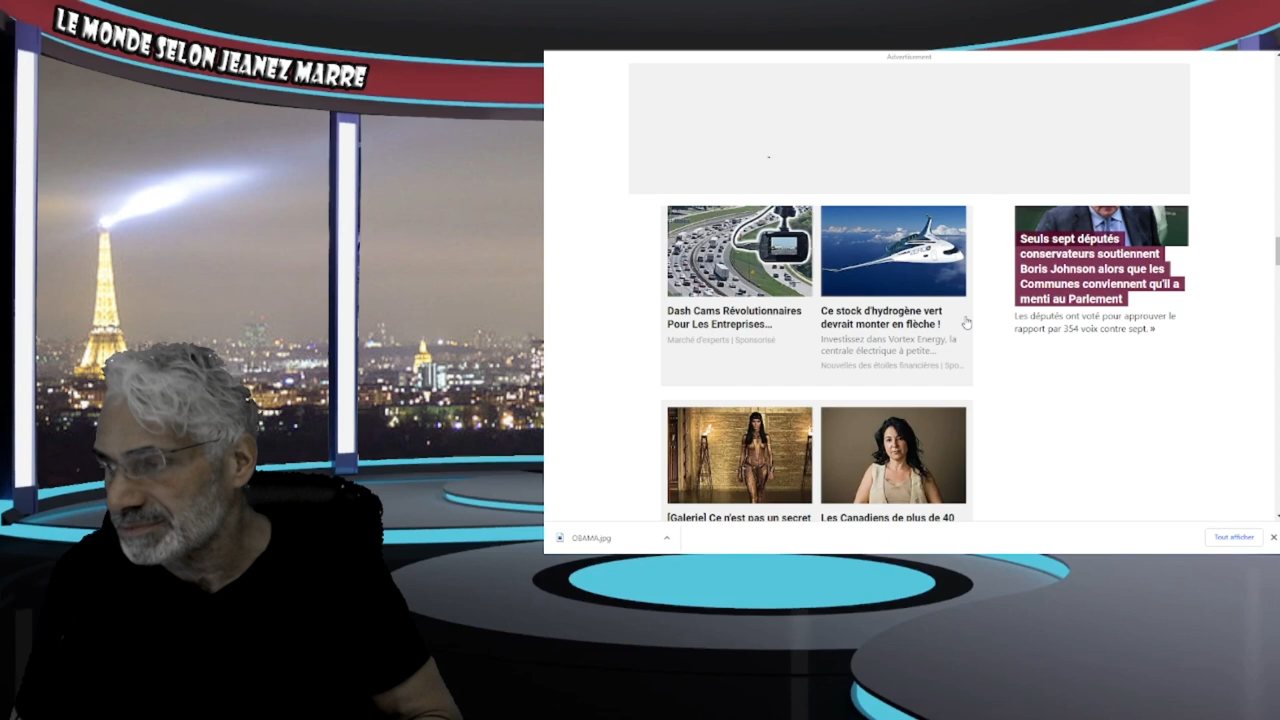 LE MONDE SELON JEANEZ MARRE
Advertisement
Dash Cams Révolutionnaires
Pour Les Entreprises...
Marché d'experts | Sponsorisé
Ce stock d'hydrogène vert
devrait monter en flèche !
Investissez dans Vortex Energy, la
centrale électrique à petite...
Nouvelles des étoiles financières | Spo...
Seuls sept députés
conservateurs soutiennent
Boris Johnson alors que les
Communes conviennent qu'il a
menti au Parlement
Les députés ont voté pour approuver le
rapport par 354 voix contre sept. »
[Galerie] Ce n'est pas un secret
Les Canadiens de plus de 40
OBAMA.jpg
Tout afficher